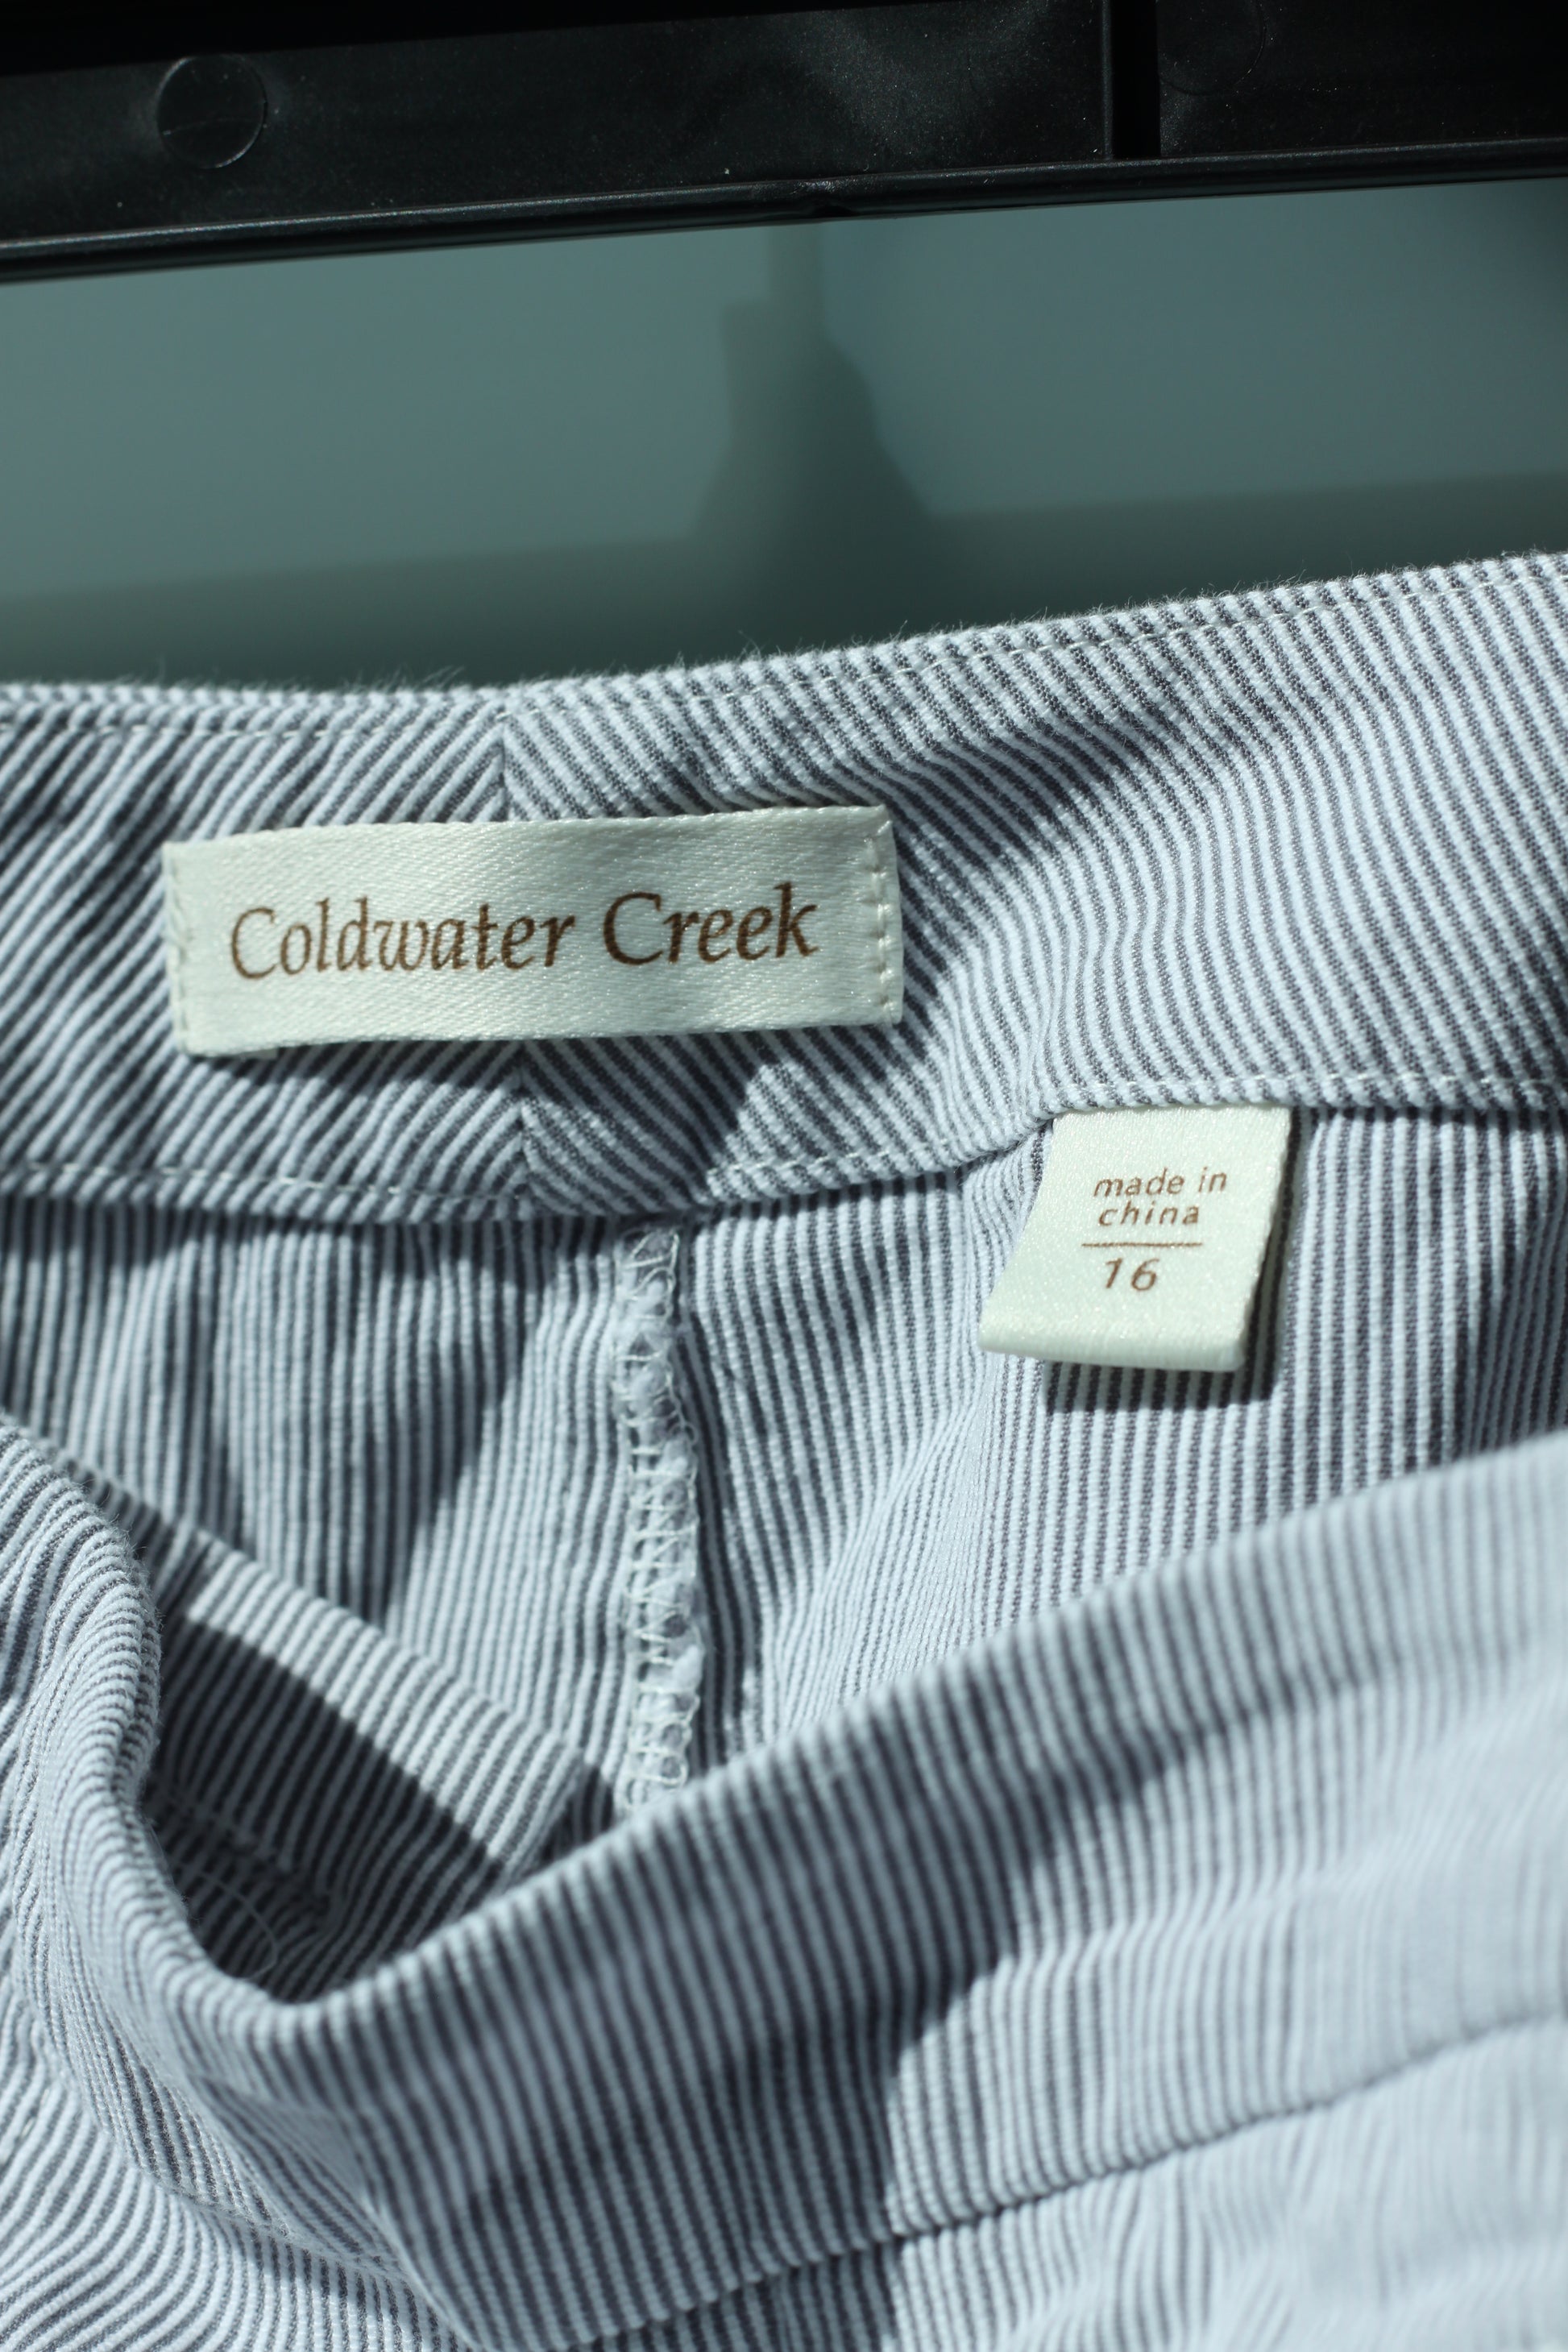 Coldwater Creek
made in
china
16